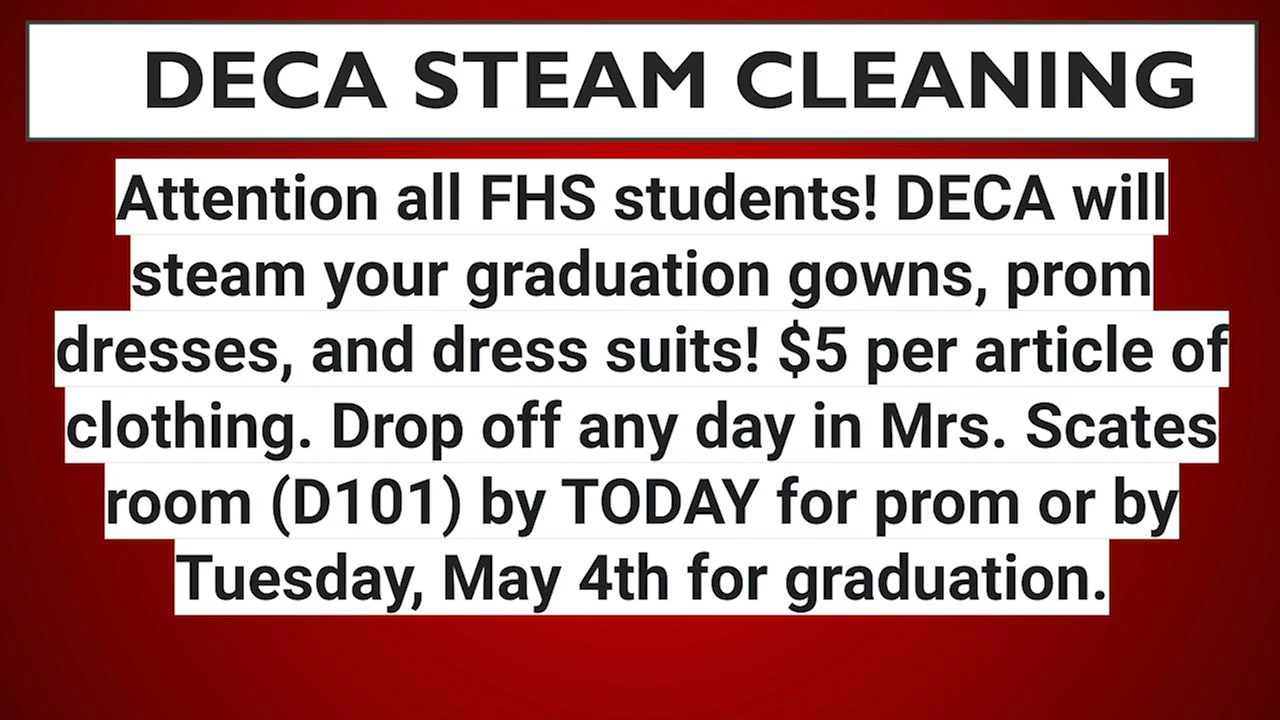 DECA STEAM CLEANING
Attention all FHS students! DECA will
steam your graduation gowns, prom
dresses, and dress suits! $5 per article of
clothing. Drop off any day in Mrs. Scates
room (D101) by TODAY for prom or by
Tuesday, May 4th for graduation.